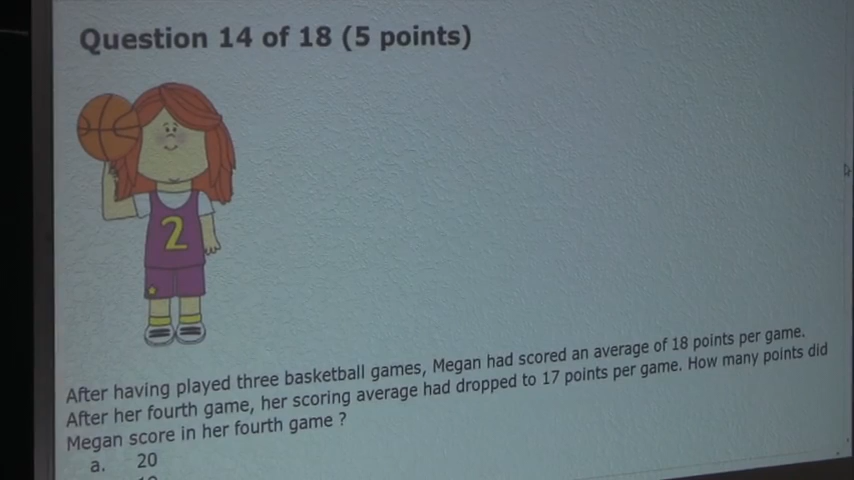 Question 14 of 18 (5 points)
2
After having played three basketball games, Megan had scored an average of 18 points per game.
After her fourth game, her scoring average had dropped to 17 points per game. How many points did
Megan score in her fourth game ?
a. 20